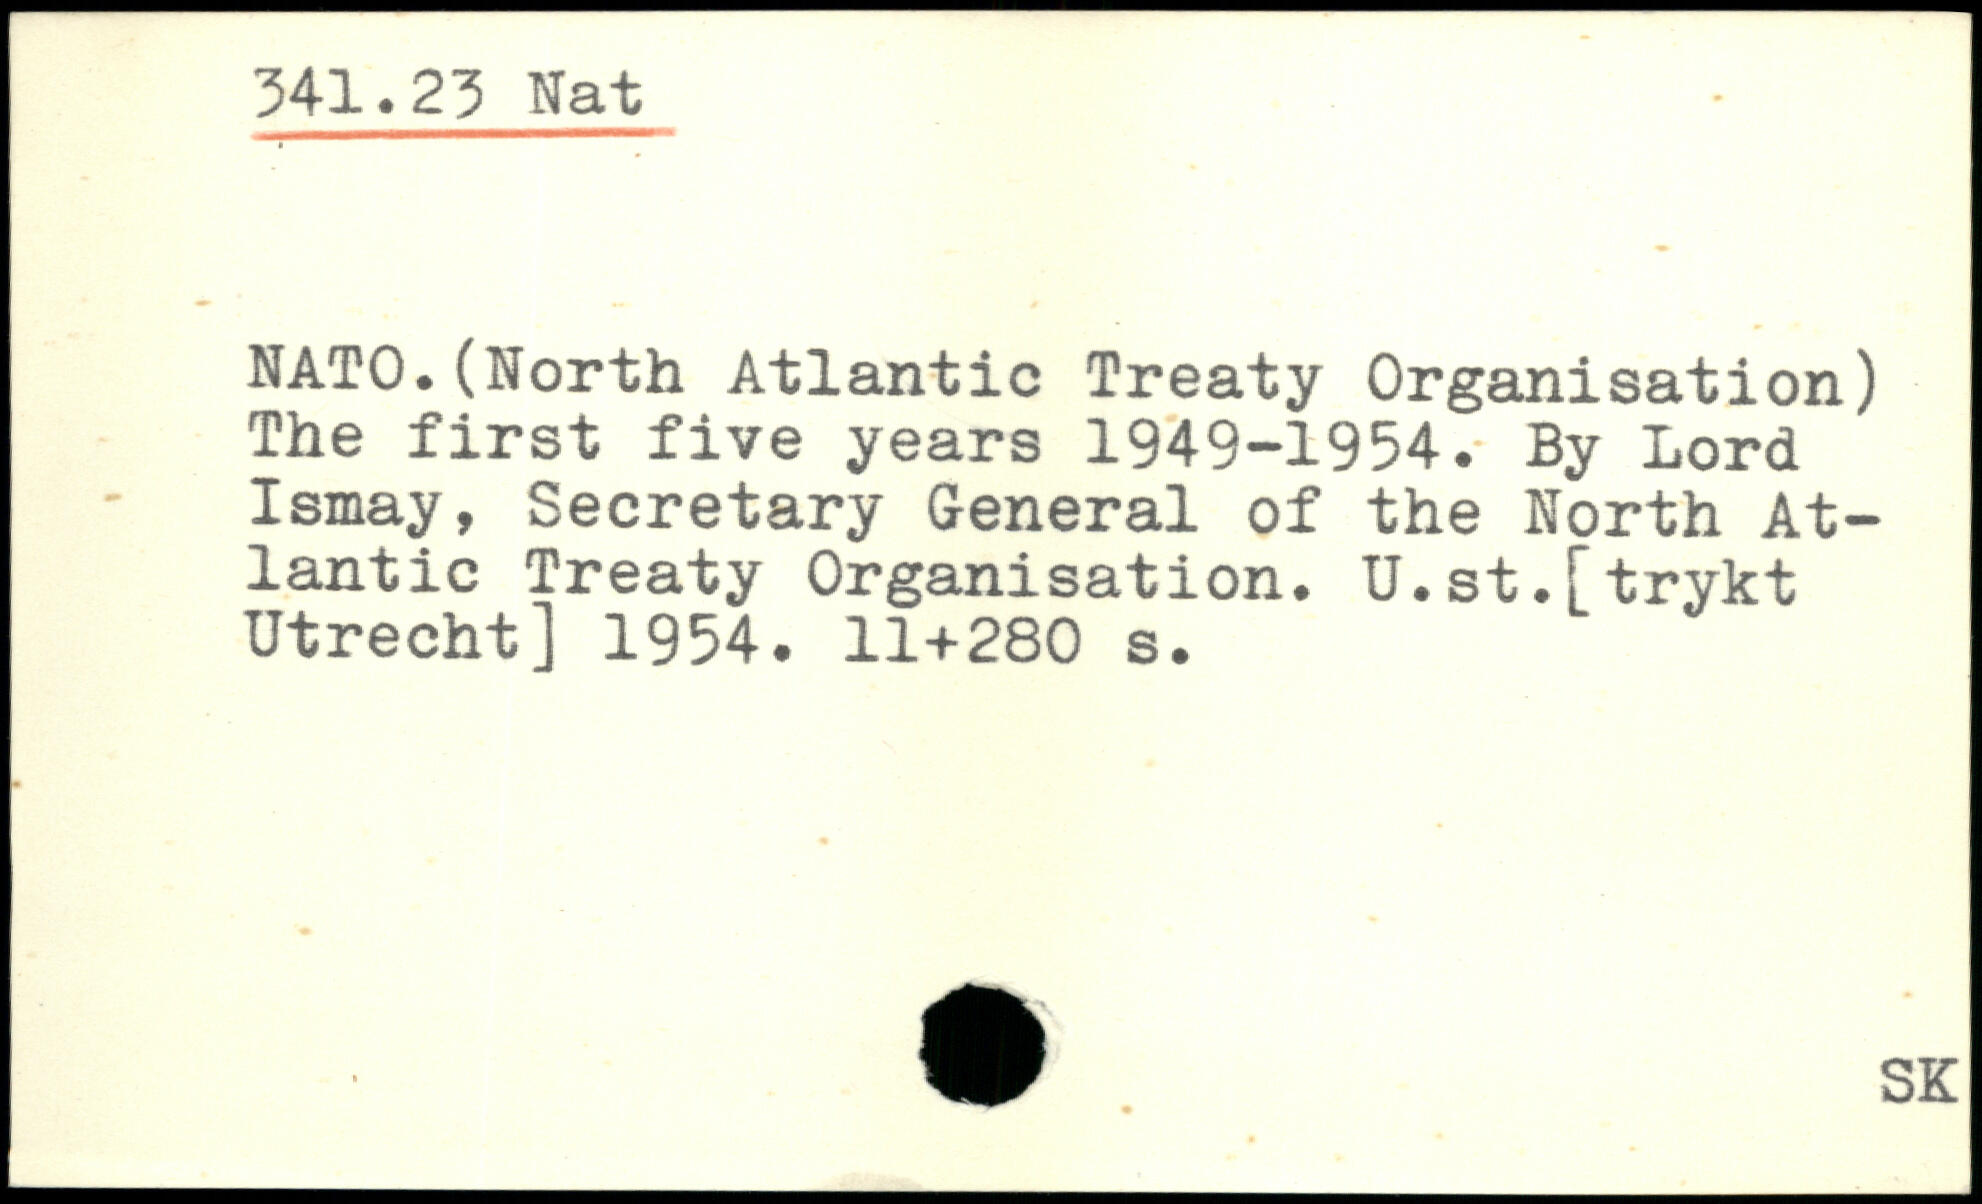 341.23 Nat
NATO.(North Atlantic Treaty Organisation)
The first five years 1949-1954. By Lord
Ismay, Secretary General of the North At-
lantic Treaty Organisation. U.st.[trykt
Utrecht] 1954. 11+280 s.
SK